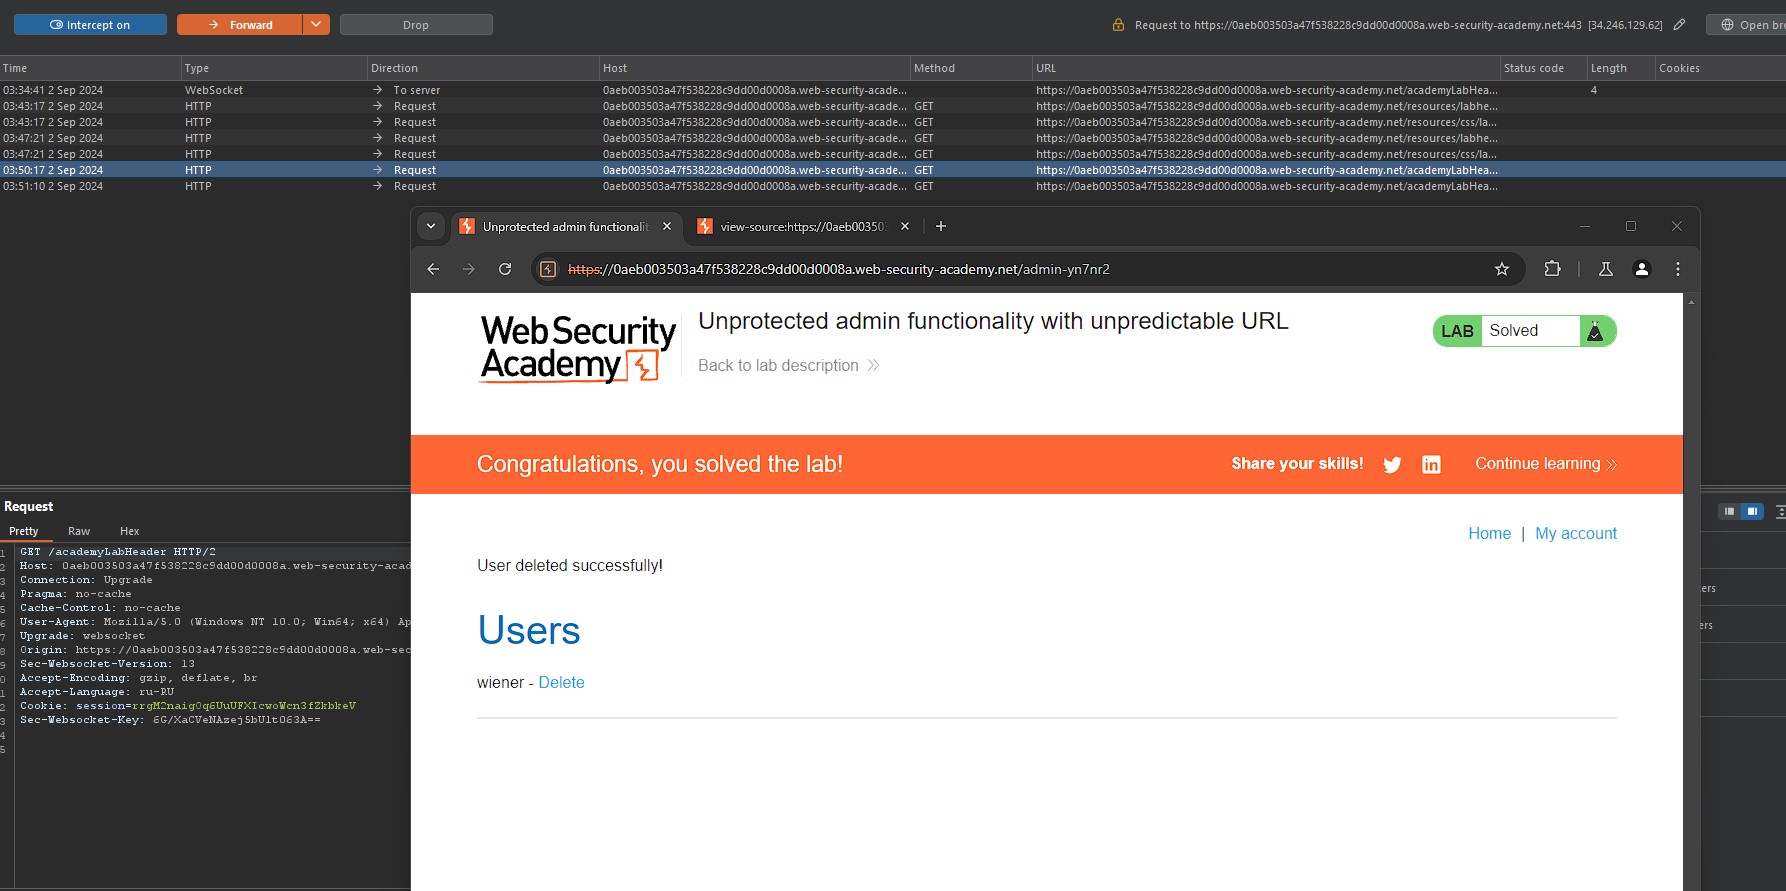 Intercept on Forward Drop Request to https://0aeb003503a47f538228c9dd00d0008a.web-security-academy.net:443 [34.246.129.62] Open bro
Time Type Direction Host Method URL Status code Length Cookies
03:34:41 2 Sep 2024 WebSocket → To server 0aeb003503a47f538228c9dd00d0008a.web-security-acade... https://0aeb003503a47f538228c9dd00d0008a.web-security-academy.net/academyLabHea... 4
03:43:17 2 Sep 2024 HTTP → Request 0aeb003503a47f538228c9dd00d0008a.web-security-acade... GET https://0aeb003503a47f538228c9dd00d0008a.web-security-academy.net/resources/labhe...
03:43:17 2 Sep 2024 HTTP → Request 0aeb003503a47f538228c9dd00d0008a.web-security-acade... GET https://0aeb003503a47f538228c9dd00d0008a.web-security-academy.net/resources/css/la...
03:47:21 2 Sep 2024 HTTP → Request 0aeb003503a47f538228c9dd00d0008a.web-security-acade... GET https://0aeb003503a47f538228c9dd00d0008a.web-security-academy.net/resources/labhe...
03:47:21 2 Sep 2024 HTTP → Request 0aeb003503a47f538228c9dd00d0008a.web-security-acade... GET https://0aeb003503a47f538228c9dd00d0008a.web-security-academy.net/resources/css/la...
03:50:17 2 Sep 2024 HTTP → Request 0aeb003503a47f538228c9dd00d0008a.web-security-acade... GET https://0aeb003503a47f538228c9dd00d0008a.web-security-academy.net/academyLabHea...
03:51:10 2 Sep 2024 HTTP → Request 0aeb003503a47f538228c9dd00d0008a.web-security-acade... GET https://0aeb003503a47f538228c9dd00d0008a.web-security-academy.net/academyLabHea...
Unprotected admin functionalit view-source:https://0aeb003503
https://0aeb003503a47f538228c9dd00d0008a.web-security-academy.net/admin-yn7nr2
Web Security
Academy
Unprotected admin functionality with unpredictable URL
Back to lab description
LAB Solved
Congratulations, you solved the lab! Share your skills! Continue learning
Home | My account
User deleted successfully!
Users
wiener - Delete
Request
Pretty Raw Hex
1 GET /academyLabHeader HTTP/2
2 Host: 0aeb003503a47f538228c9dd00d0008a.web-security-acad
3 Connection: Upgrade
4 Pragma: no-cache
5 Cache-Control: no-cache
6 User-Agent: Mozilla/5.0 (Windows NT 10.0; Win64; x64) Ap
7 Upgrade: websocket
8 Origin: https://0aeb003503a47f538228c9dd00d0008a.web-sec
9 Sec-Websocket-Version: 13
0 Accept-Encoding: gzip, deflate, br
1 Accept-Language: ru-RU
2 Cookie: session=rrgM2naig0q6UuUFXIcwoWcn3fZkbkeV
3 Sec-Websocket-Key: 6G/XaCVeNAzej5bUltO63A==
4
5
ers
ers